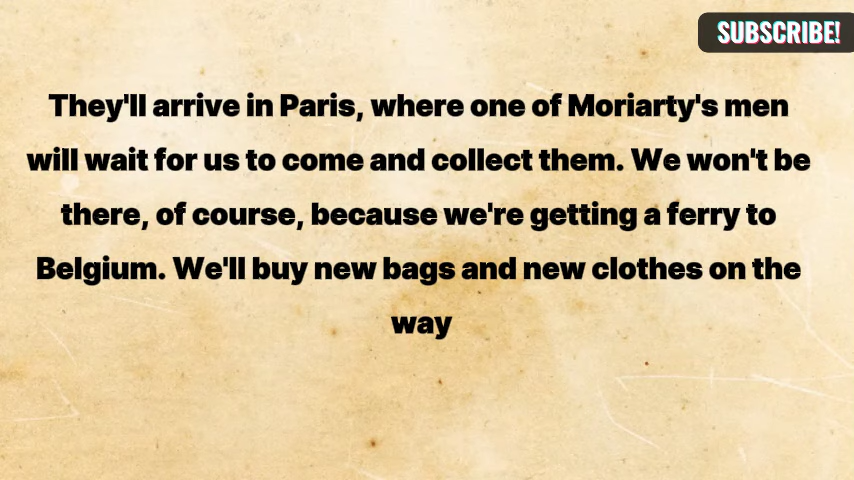 SUBSCRIBE!
They'll arrive in Paris, where one of Moriarty's men
will wait for us to come and collect them. We won't be
there, of course, because we're getting a ferry to
Belgium. We'll buy new bags and new clothes on the
way